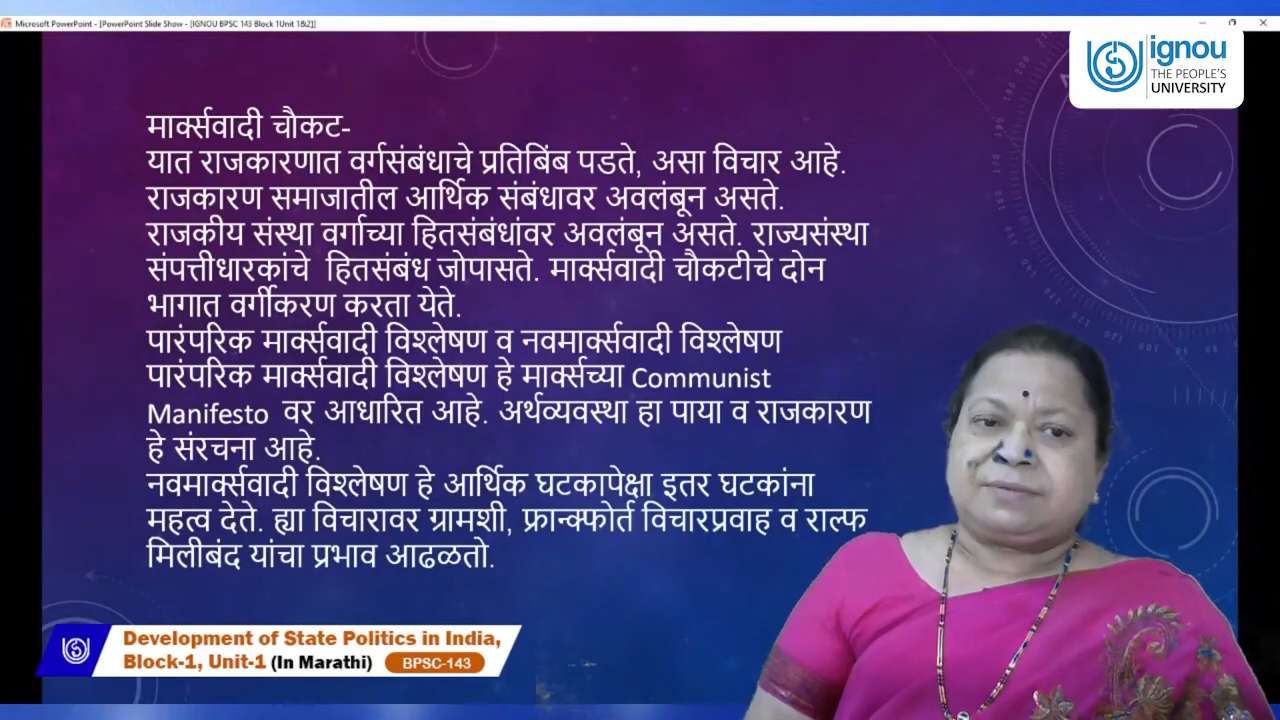 Microsoft PowerPoint - [PowerPoint Slide Show - [IGNOU BPSC 143 Block 1Unit 1&2]]
ignou
THE PEOPLE'S
UNIVERSITY
मार्क्सवादी चौकट-
यात राजकारणात वर्गसंबंधाचे प्रतिबिंब पडते, असा विचार आहे.
राजकारण समाजातील आर्थिक संबंधावर अवलंबून असते.
राजकीय संस्था वर्गाच्या हितसंबंधांवर अवलंबून असते. राज्यसंस्था
संपत्तीधारकांचे हितसंबंध जोपासते. मार्क्सवादी चौकटीचे दोन
भागात वर्गीकरण करता येते.
पारंपरिक मार्क्सवादी विश्लेषण व नवमार्क्सवादी विश्लेषण
पारंपरिक मार्क्सवादी विश्लेषण हे मार्क्सच्या Communist
Manifesto वर आधारित आहे. अर्थव्यवस्था हा पाया व राजकारण
हे संरचना आहे.
नवमार्क्सवादी विश्लेषण हे आर्थिक घटकापेक्षा इतर घटकांना
महत्व देते. ह्या विचारावर ग्रामशी, फ्रान्क्फोर्त विचारप्रवाह व राल्फ
मिलीबंद यांचा प्रभाव आढळतो.
Development of State Politics in India,
Block-1, Unit-1 (In Marathi) BPSC-143